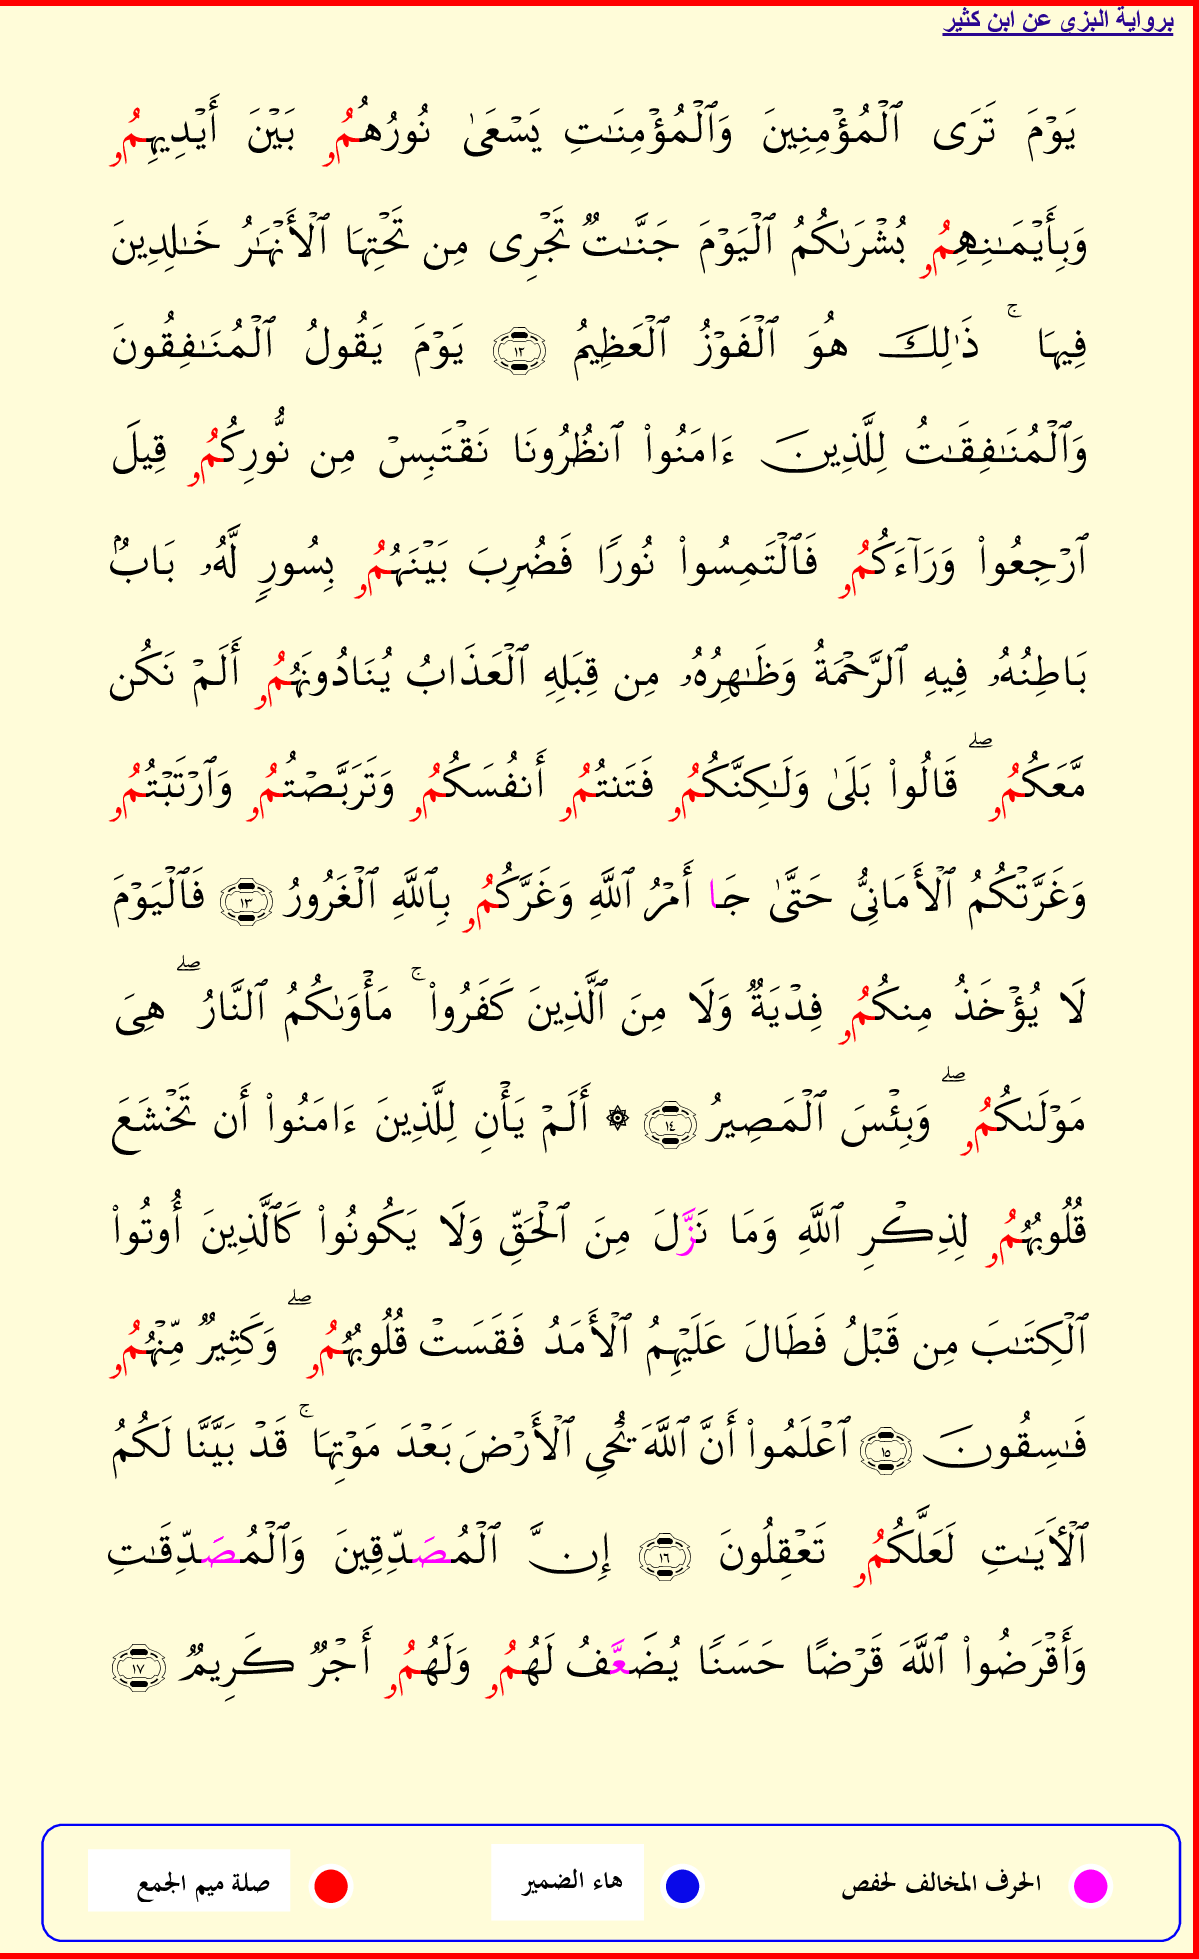 برواية البزي عن ابن كثير
يَوۡمَ تَرَى ٱلۡمُؤۡمِنِينَ وَٱلۡمُؤۡمِنَٰتِ يَسۡعَىٰ نُورُهُمُۥ بَيۡنَ أَيۡدِيهِمُۥ
وَبِأَيۡمَٰنِهِمُۥ بُشۡرَىٰكُمُ ٱلۡيَوۡمَ جَنَّٰتٞ تَجۡرِى مِن تَحۡتِهَا ٱلۡأَنۡهَٰرُ خَٰلِدِينَ
فِيهَا ۚ ذَٰلِكَ هُوَ ٱلۡفَوۡزُ ٱلۡعَظِيمُ ١٢ يَوۡمَ يَقُولُ ٱلۡمُنَٰفِقُونَ
وَٱلۡمُنَٰفِقَٰتُ لِلَّذِينَ ءَامَنُواْ ٱنظُرُونَا نَقۡتَبِسۡ مِن نُّورِكُمُۥ قِيلَ
ٱرۡجِعُواْ وَرَآءَكُمُۥ فَٱلۡتَمِسُواْ نُورٗا فَضُرِبَ بَيۡنَهُمُۥ بِسُورٖ لَّهُۥ بَابُۢ
بَاطِنُهُۥ فِيهِ ٱلرَّحۡمَةُ وَظَٰهِرُهُۥ مِن قِبَلِهِ ٱلۡعَذَابُ يُنَادُونَهُمُۥ أَلَمۡ نَكُن
مَّعَكُمُۥ ۖ قَالُواْ بَلَىٰ وَلَٰكِنَّكُمُۥ فَتَنتُمُۥ أَنفُسَكُمُۥ وَتَرَبَّصۡتُمُۥ وَٱرۡتَبۡتُمُۥ
وَغَرَّتۡكُمُ ٱلۡأَمَانِىُّ حَتَّىٰ جَا أَمۡرُ ٱللَّهِ وَغَرَّكُمُۥ بِٱللَّهِ ٱلۡغَرُورُ ١٣ فَٱلۡيَوۡمَ
لَا يُؤۡخَذُ مِنكُمُۥ فِدۡيَةٞ وَلَا مِنَ ٱلَّذِينَ كَفَرُواْ ۚ مَأۡوَىٰكُمُ ٱلنَّارُ ۖ هِىَ
مَوۡلَىٰكُمُۥ ۖ وَبِئۡسَ ٱلۡمَصِيرُ ١٤ ۞ أَلَمۡ يَأۡنِ لِلَّذِينَ ءَامَنُواْ أَن تَخۡشَعَ
قُلُوبُهُمُۥ لِذِكۡرِ ٱللَّهِ وَمَا نَزَّلَ مِنَ ٱلۡحَقِّ وَلَا يَكُونُواْ كَٱلَّذِينَ أُوتُواْ
ٱلۡكِتَٰبَ مِن قَبۡلُ فَطَالَ عَلَيۡهِمُ ٱلۡأَمَدُ فَقَسَتۡ قُلُوبُهُمُۥ ۖ وَكَثِيرٞ مِّنۡهُمُۥ
فَٰسِقُونَ ١٥ ٱعۡلَمُواْ أَنَّ ٱللَّهَ يُحۡيِ ٱلۡأَرۡضَ بَعۡدَ مَوۡتِهَا ۚ قَدۡ بَيَّنَّا لَكُمُ
ٱلۡأٓيَٰتِ لَعَلَّكُمُۥ تَعۡقِلُونَ ١٦ إِنَّ ٱلۡمُصَدِّقِينَ وَٱلۡمُصَدِّقَٰتِ
وَأَقۡرَضُواْ ٱللَّهَ قَرۡضًا حَسَنٗا يُضَعَّفُ لَهُمُۥ وَلَهُمُۥ أَجۡرٞ كَرِيمٞ ١٧
الحرف المخالف لحفص هاء الضمير صلة ميم الجمع